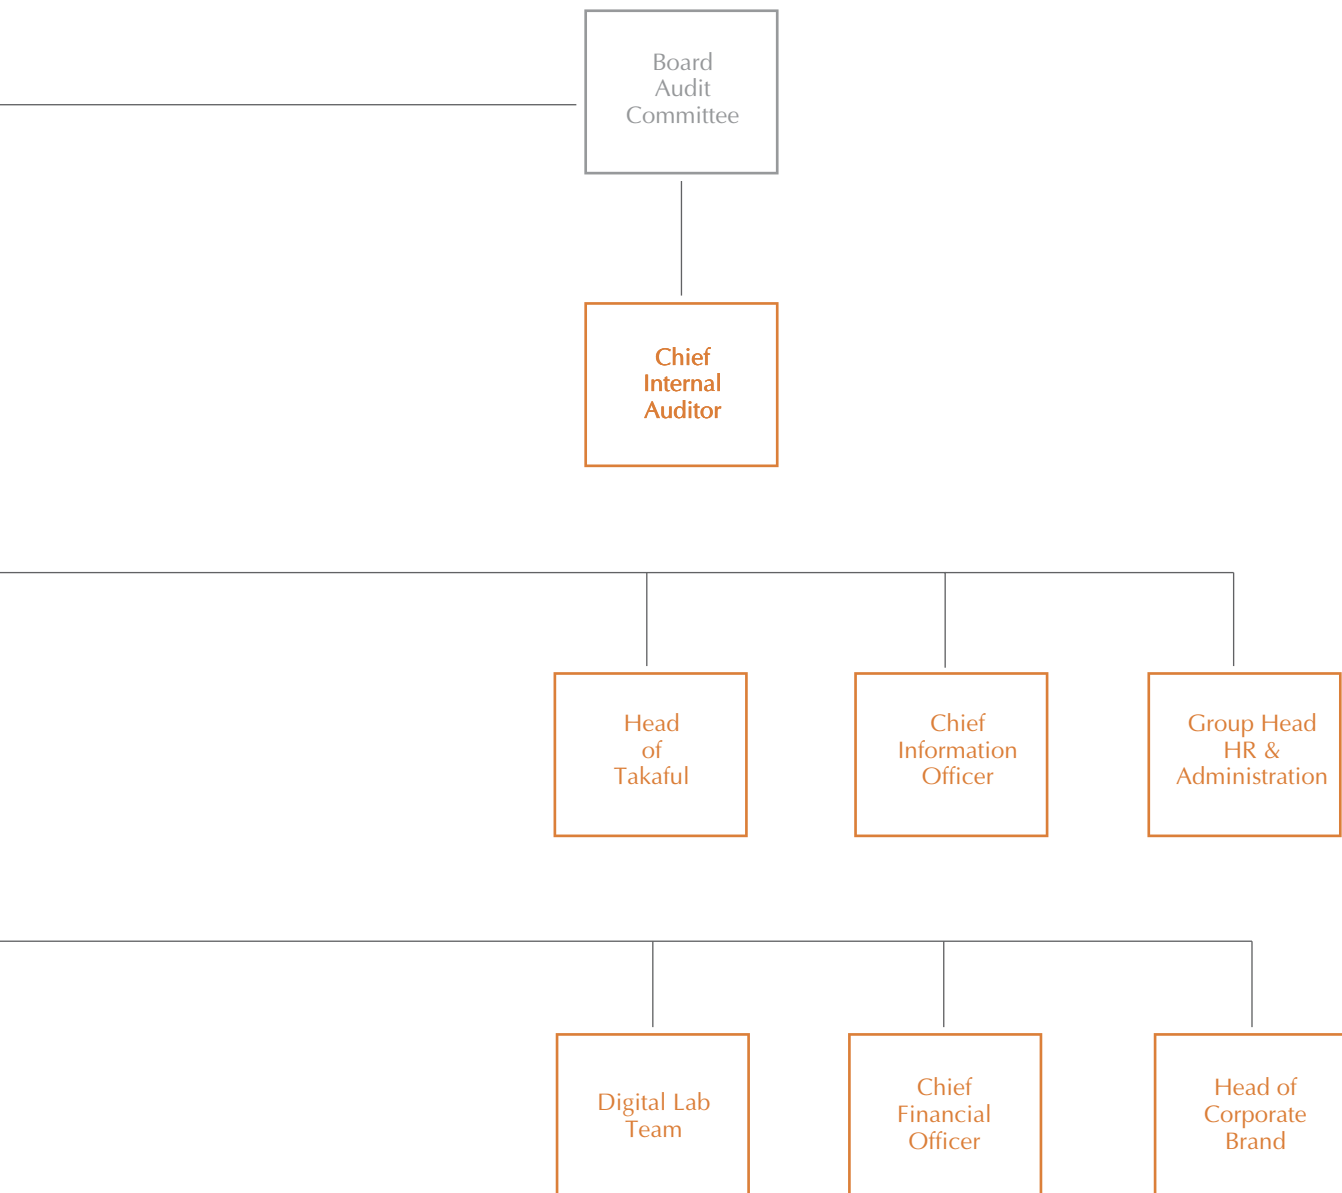 Board
Audit
Committee
Chief
Internal
Auditor
Head
of
Takaful
Chief
Information
Officer
Group Head
HR &
Administration
Digital Lab
Team
Chief
Financial
Officer
Head of
Corporate
Brand